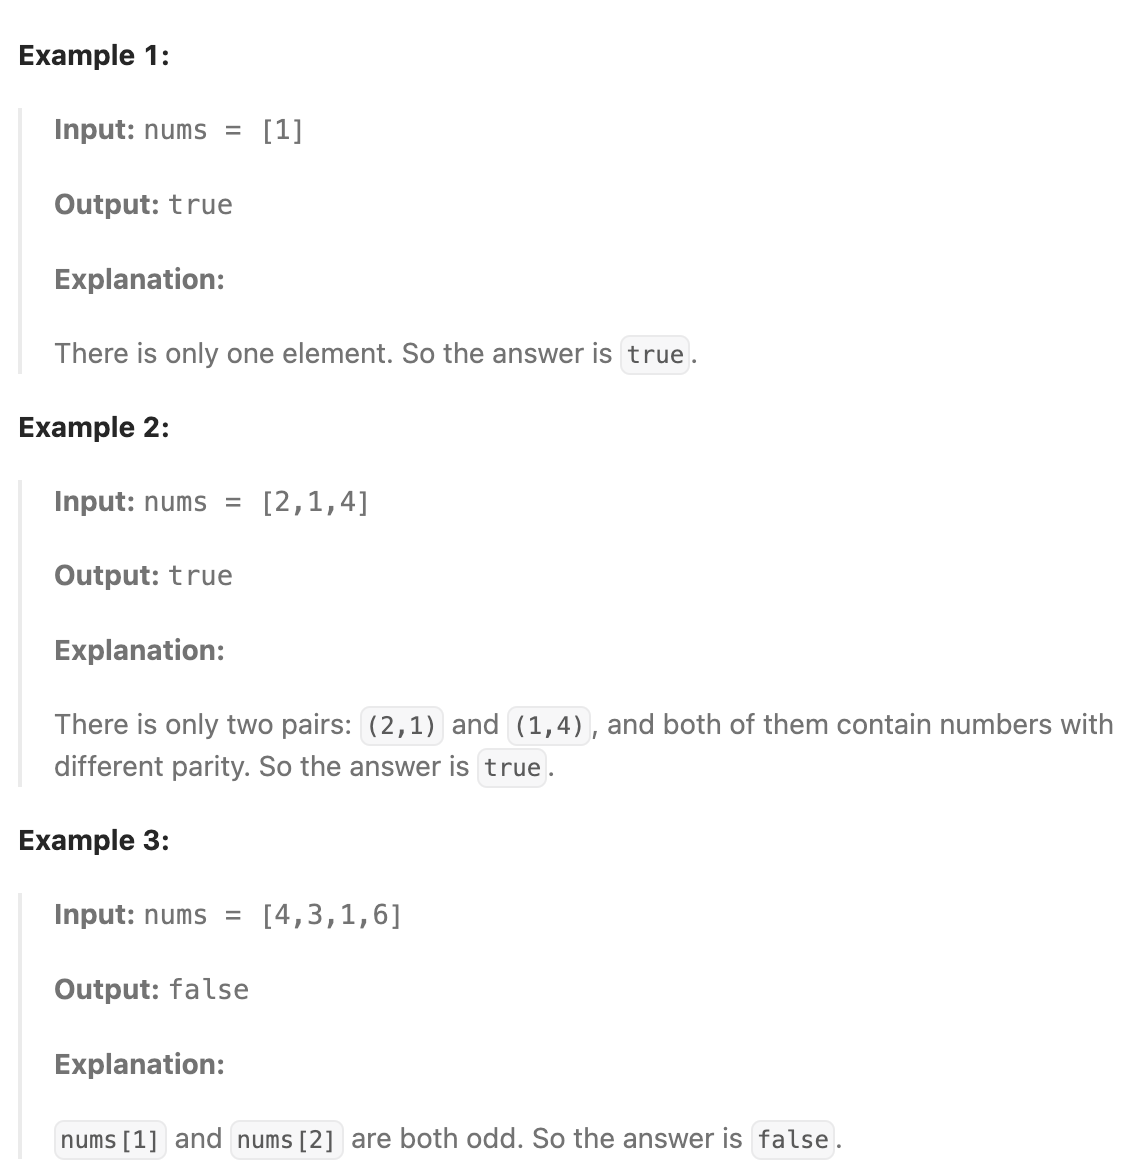 Example 1:
Input: nums = [1]
Output: true
Explanation:
There is only one element. So the answer is true.
Example 2:
Input: nums = [2,1,4]
Output: true
Explanation:
There is only two pairs: (2,1) and (1,4), and both of them contain numbers with
different parity. So the answer is true.
Example 3:
Input: nums = [4,3,1,6]
Output: false
Explanation:
nums[1] and nums[2] are both odd. So the answer is false.